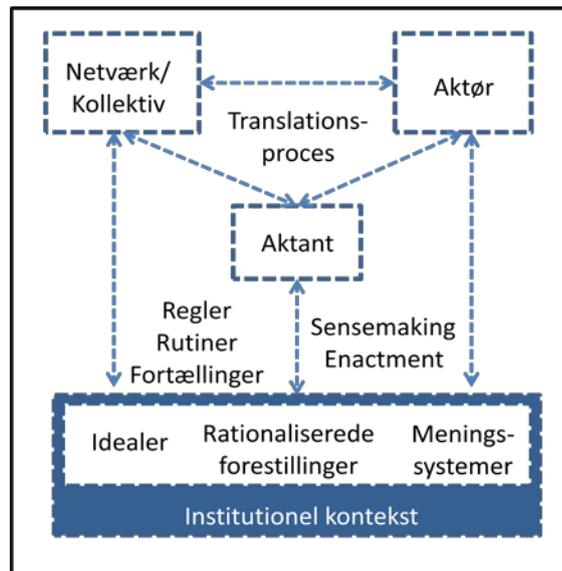 Netværk/
Kollektiv
Aktør
Translations-
proces
Aktant
Regler
Rutiner
Fortællinger
Sensemaking
Enactment
Idealer
Rationaliserede
forestillinger
Menings-
systemer
Institutionel kontekst